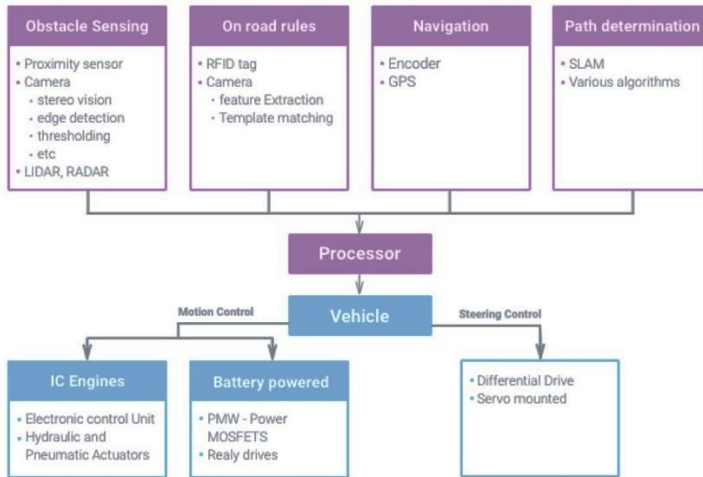 Obstacle Sensing
• Proximity sensor
• Camera
• stereo vision
• edge detection
• thresholding
• etc
• LIDAR, RADAR
On road rules
• RFID tag
• Camera
• feature Extraction
• Template matching
Navigation
• Encoder
• GPS
Path determination
• SLAM
• Various algorithms
Processor
Vehicle
Motion Control
Steering Control
IC Engines
• Electronic control Unit
• Hydraulic and
Pneumatic Actuators
Battery powered
• PMW - Power
MOSFETS
• Realy drives
• Differential Drive
• Servo mounted